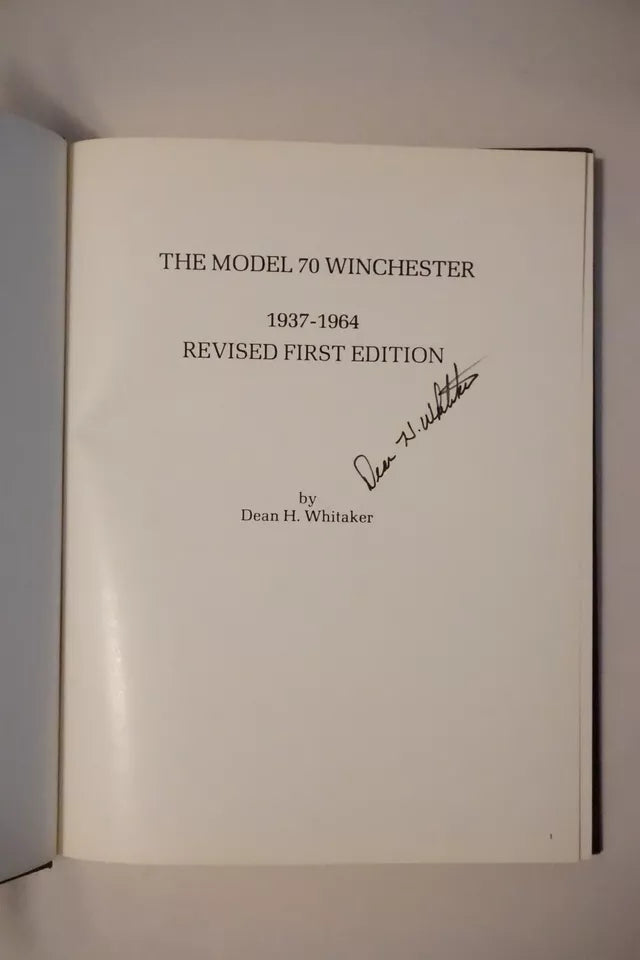 THE MODEL 70 WINCHESTER
1937-1964
REVISED FIRST EDITION
Dean H. Whitaker
by
Dean H. Whitaker
1